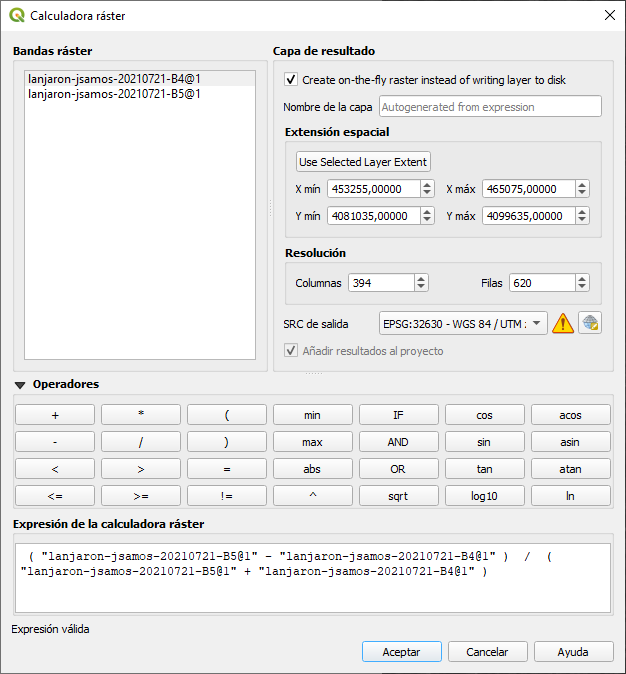 Calculadora ráster
Bandas ráster
lanjaron-jsamos-20210721-B4@1
lanjaron-jsamos-20210721-B5@1
Capa de resultado
Create on-the-fly raster instead of writing layer to disk
Nombre de la capa Autogenerated from expression
Extensión espacial
Use Selected Layer Extent
X mín 453255,00000 X máx 465075,00000
Y mín 4081035,00000 Y máx 4099635,00000
Resolución
Columnas 394 Filas 620
SRC de salida EPSG:32630 - WGS 84 / UTM
Añadir resultados al proyecto
Operadores
+ * ( min IF cos acos
- / ) max AND sin asin
< > = abs OR tan atan
<= >= != ^ sqrt log10 ln
Expresión de la calculadora ráster
( "lanjaron-jsamos-20210721-B5@1" - "lanjaron-jsamos-20210721-B4@1" ) / (
"lanjaron-jsamos-20210721-B5@1" + "lanjaron-jsamos-20210721-B4@1" )
Expresión válida
Aceptar Cancelar Ayuda